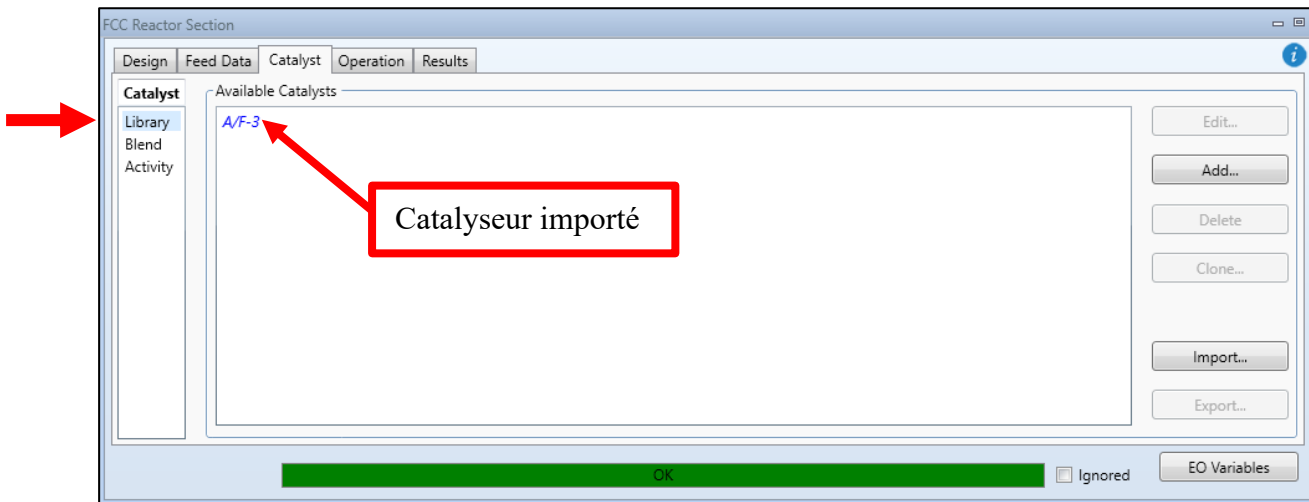 FCC Reactor Section
Design Feed Data Catalyst Operation Results
Catalyst
Library
Blend
Activity
Available Catalysts
A/F-3
Catalyseur importé
Edit...
Add...
Delete
Clone...
Import...
Export...
OK
Ignored
EO Variables